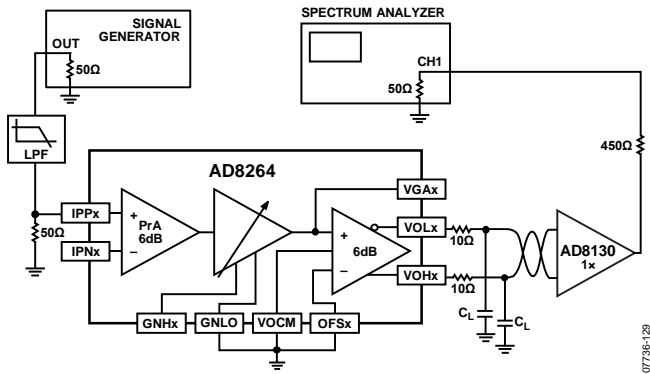 SPECTRUM ANALYZER
SIGNAL
GENERATOR
OUT
50Ω
CH1
50Ω
LPF
450Ω
AD8264
IPPx
VGAx
PrA
6dB
+
−
50Ω
IPNx
+
6dB
−
VOLx
10Ω
AD8130
1×
VOHx
10Ω
GNHx
GNLO
VOCM
OFSx
CL
CL
07736-129